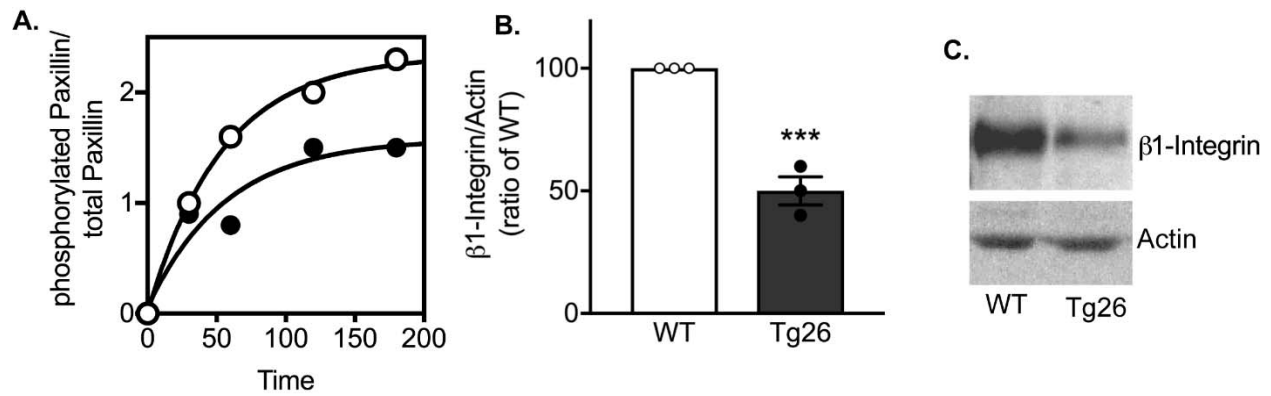 A.
phosphorylated Paxillin/
total Paxillin
2
1
0
0 50 100 150 200
Time
B.
β1-Integrin/Actin
(ratio of WT)
100
50
0
***
WT Tg26
C.
β1-Integrin
Actin
WT Tg26